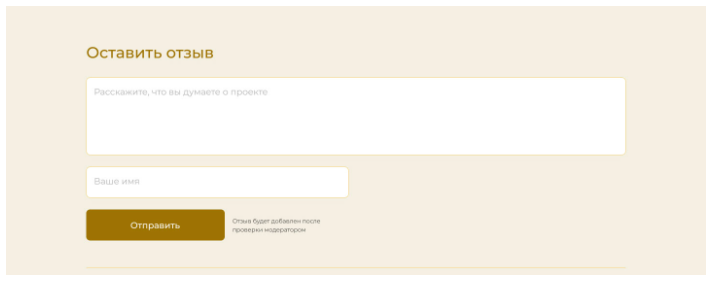 Оставить отзыв
Расскажите, что вы думаете о проекте
Ваше имя
Отправить
Отзыв будет добавлен после
проверки модератором